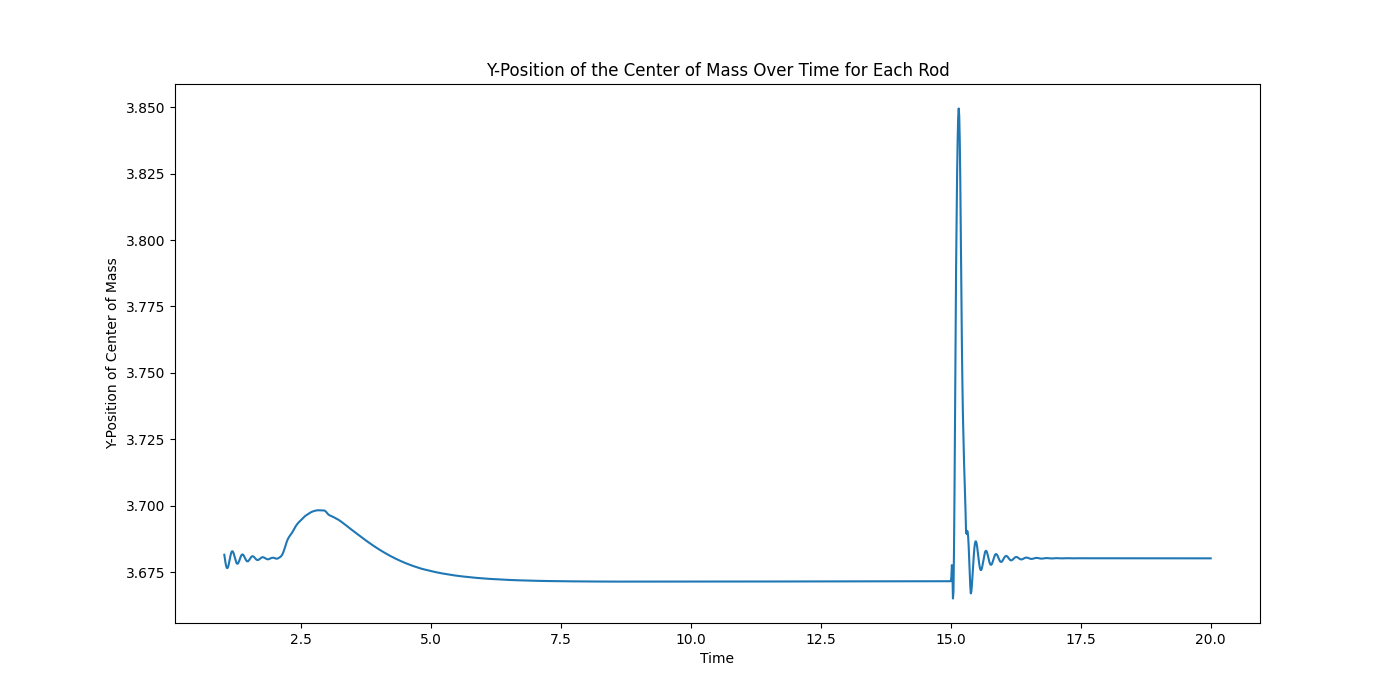 Y-Position of the Center of Mass Over Time for Each Rod
Y-Position of Center of Mass
3.850
3.825
3.800
3.775
3.750
3.725
3.700
3.675
2.5 5.0 7.5 10.0 12.5 15.0 17.5 20.0
Time